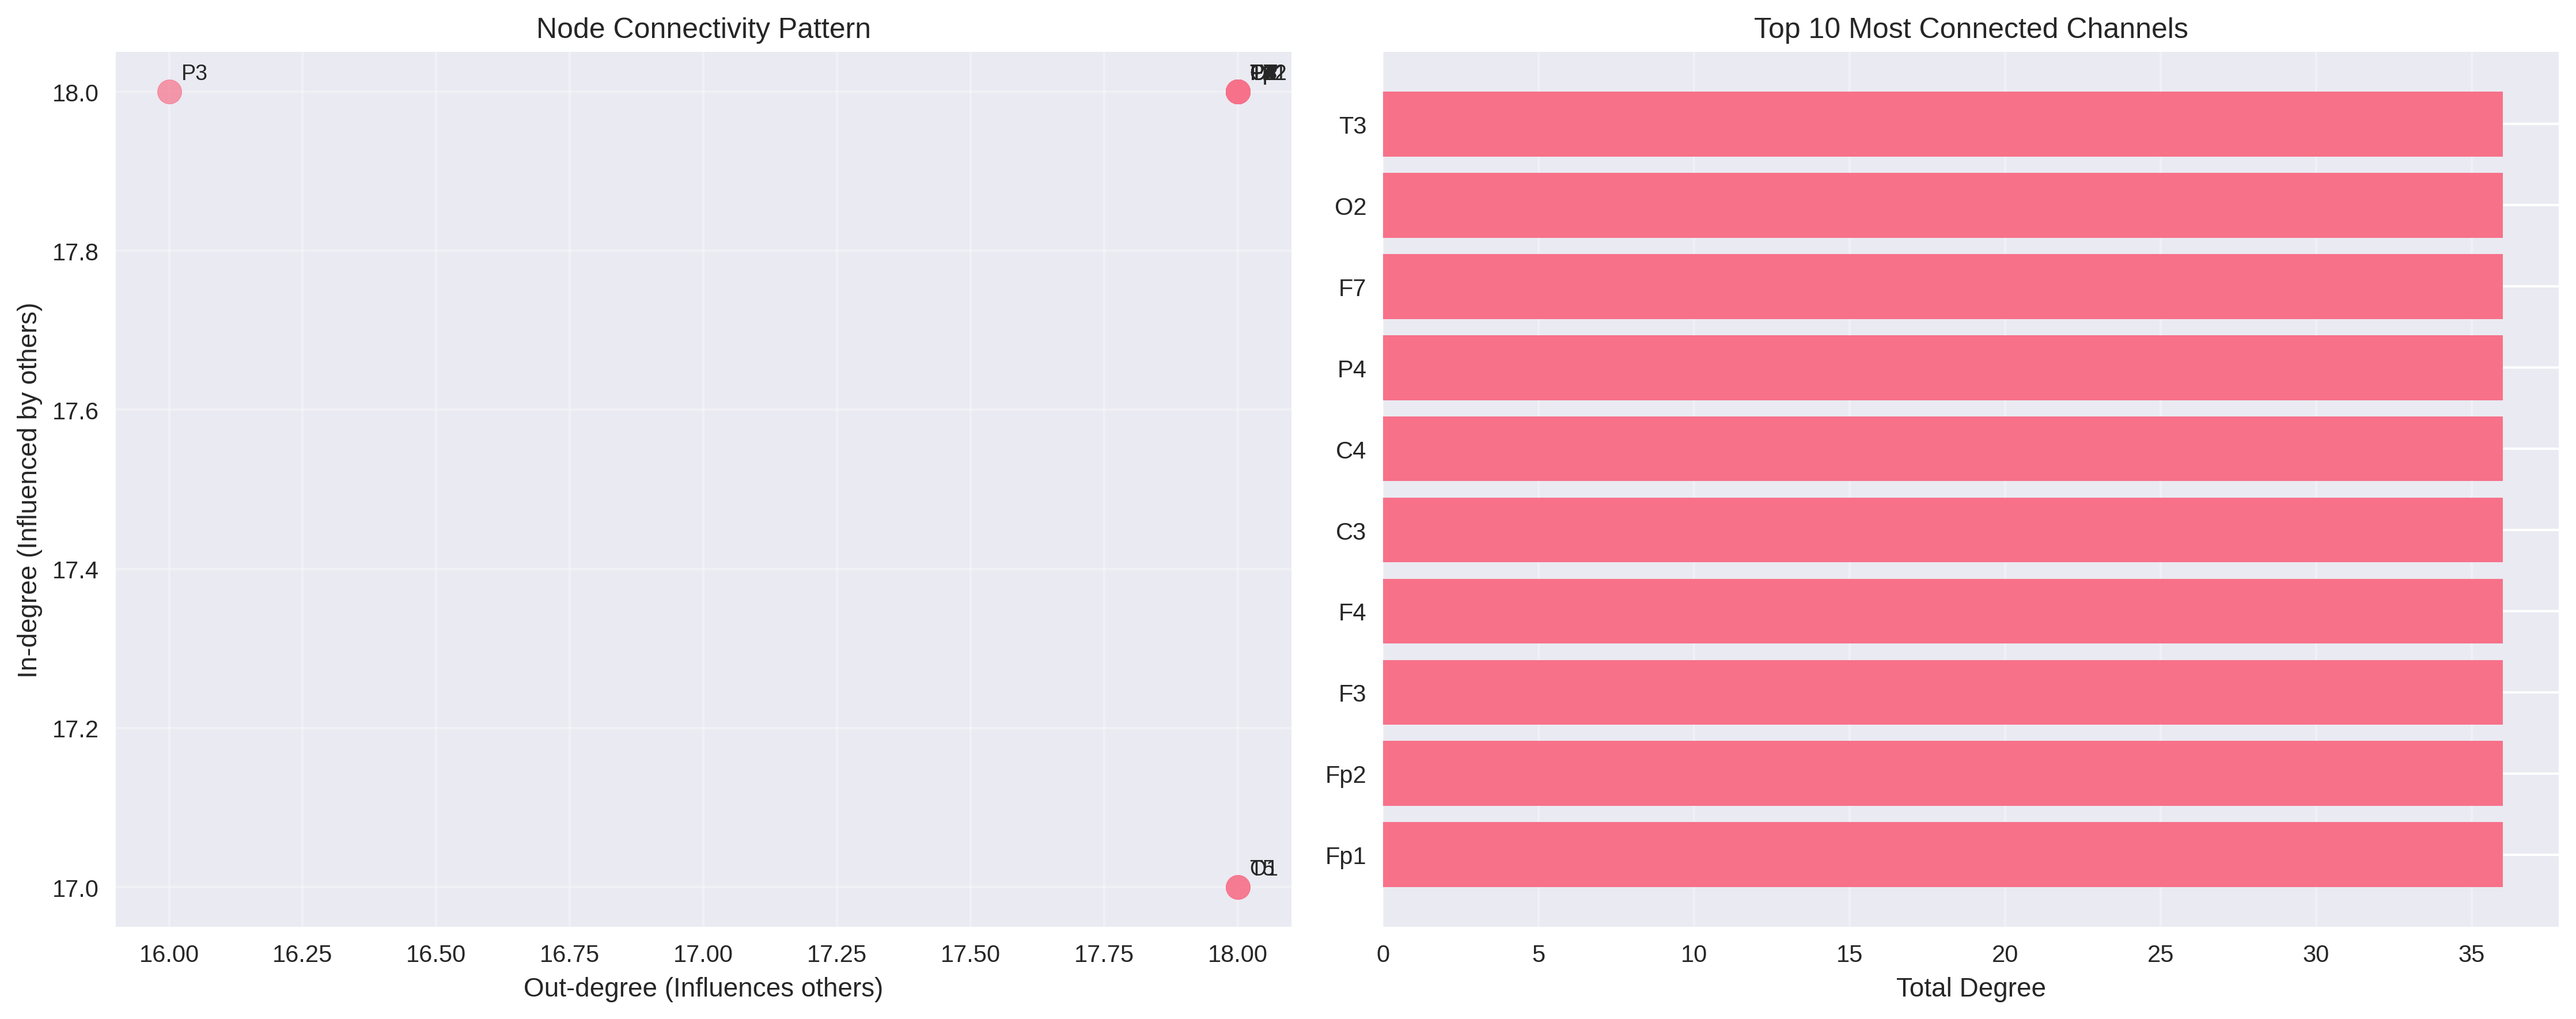 Node Connectivity Pattern
In-degree (Influenced by others)
18.0
17.8
17.6
17.4
17.2
17.0
P3
16.00 16.25 16.50 16.75 17.00 17.25 17.50 17.75 18.00
Out-degree (Influences others)
Top 10 Most Connected Channels
T3
O2
F7
P4
C4
C3
F4
F3
Fp2
Fp1
0 5 10 15 20 25 30 35
Total Degree